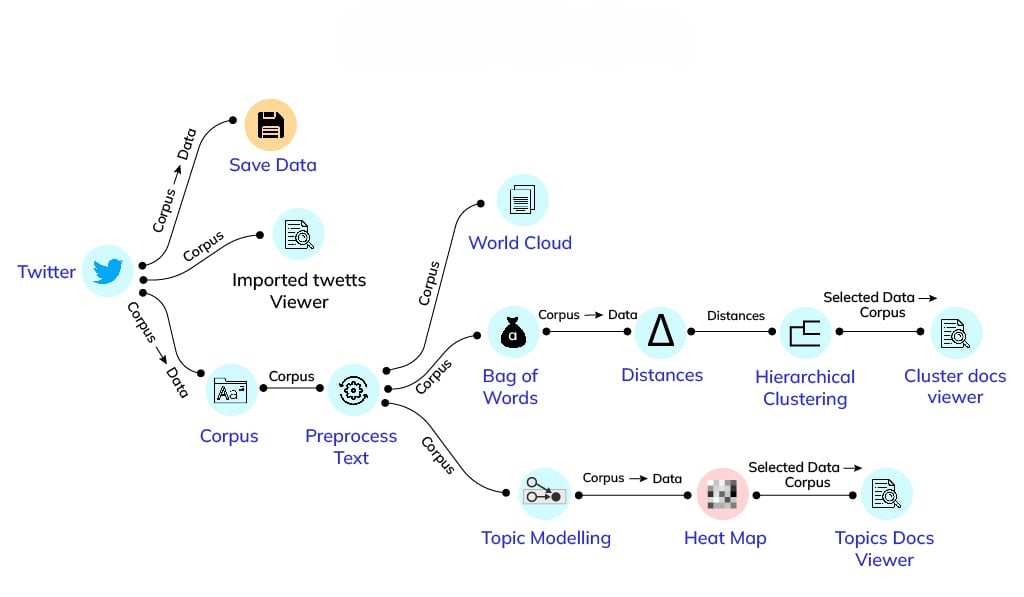 Corpus → Data
Save Data
Corpus
Twitter
Imported twetts
Viewer
Corpus → Data
Corpus
Corpus
Preprocess
Text
Corpus
World Cloud
Corpus
a
Bag of
Words
Corpus → Data
Distances
Distances
Hierarchical
Clustering
Selected Data →
Corpus
Cluster docs
viewer
Corpus
Topic Modelling
Corpus → Data
Heat Map
Selected Data →
Corpus
Topics Docs
Viewer
Aa